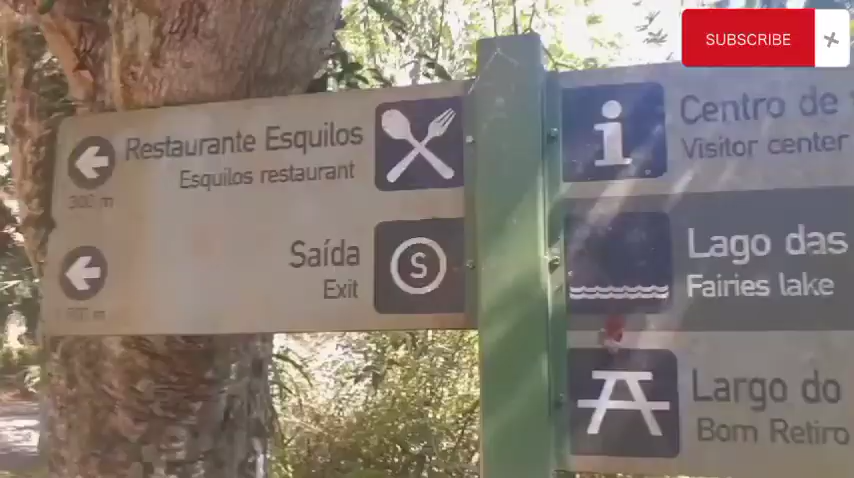 SUBSCRIBE
Restaurante Esquilos
Esquilos restaurant
300 m
Saída
Exit
S
i
Centro de
Visitor center
Lago das
Fairies lake
Largo do
Bom Retiro